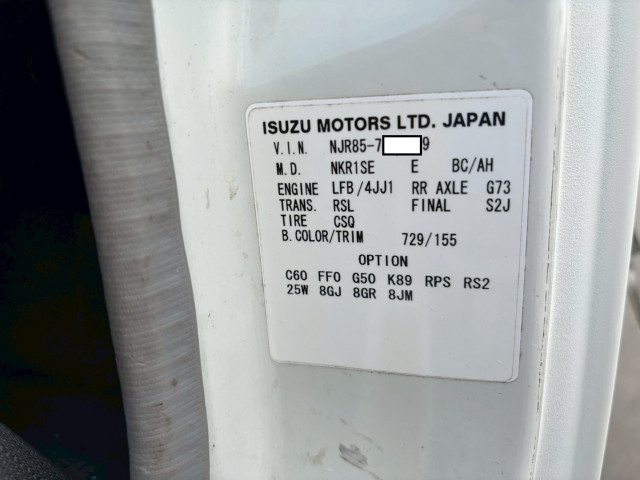 ISUZU MOTORS LTD. JAPAN
V.I.N. NJR85-7 9
M.D. NKR1SE E BC/AH
ENGINE LFB/4JJ1 RR AXLE G73
TRANS. RSL FINAL S2J
TIRE CSQ
B.COLOR/TRIM 729/155
OPTION
C60 FF0 G50 K89 RPS RS2
25W 8GJ 8GR 8JM